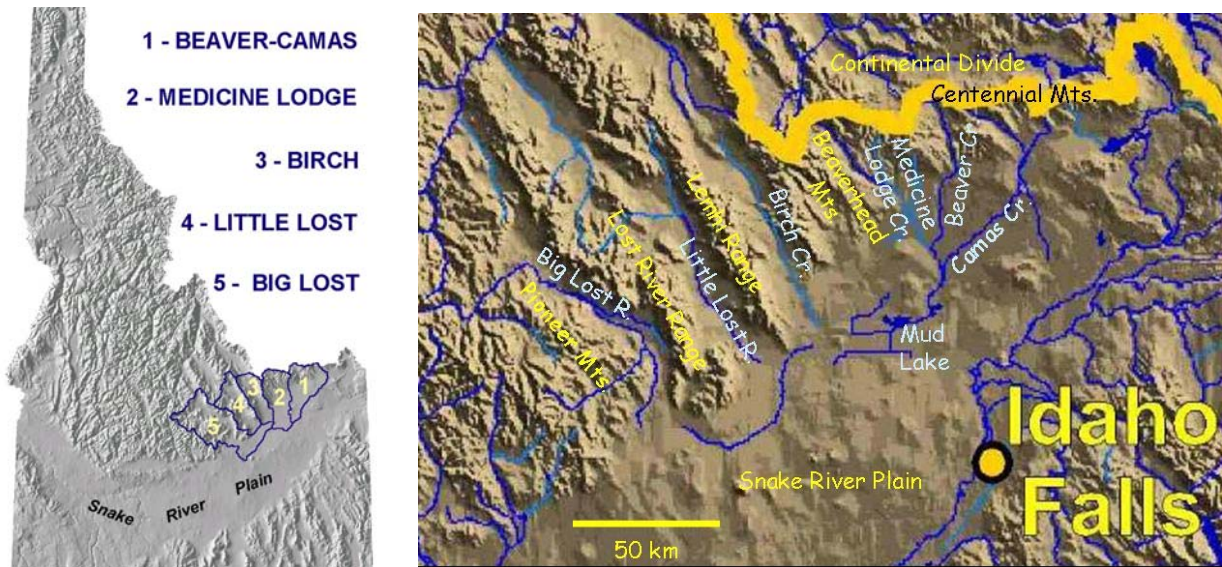 1 - BEAVER-CAMAS
2 - MEDICINE LODGE
3 - BIRCH
4 - LITTLE LOST
5 - BIG LOST
1
2
3
4
5
Snake River Plain
Continental Divide
Centennial Mts.
Beaverhead
Mts
Medicine
Lodge Cr.
Beaver Cr.
Camas Cr.
Birch Cr.
Lemhi Range
Little Lost R.
Lost River Range
Big Lost R.
Pioneer Mts
Mud
Lake
Idaho
Falls
Snake River Plain
50 km